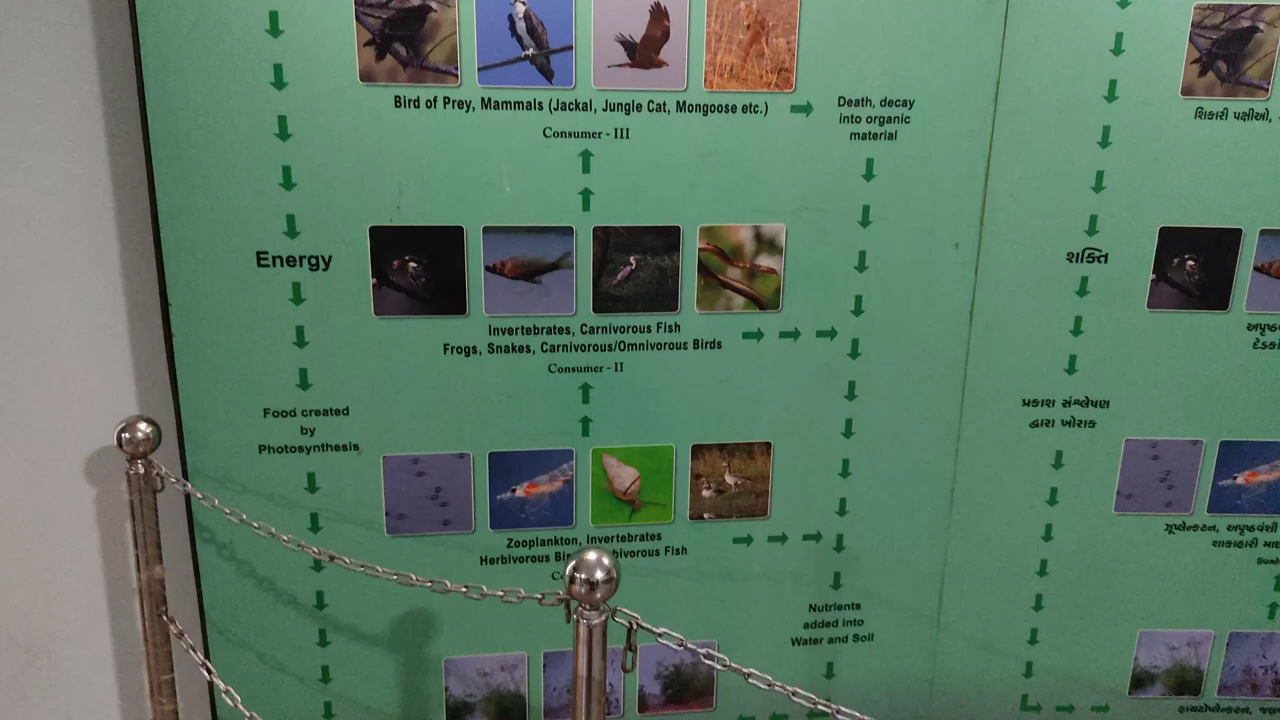 Bird of Prey, Mammals (Jackal, Jungle Cat, Mongoose etc.)
Consumer - III
Death, decay
into organic
material
Energy
Invertebrates, Carnivorous Fish
Frogs, Snakes, Carnivorous/Omnivorous Birds
Consumer - II
Food created
by
Photosynthesis
Zooplankton, Invertebrates
Herbivorous Fish
Nutrients
added into
Water and Soil
શિકારી પક્ષીઓ,
શક્તિ
પ્રકાશ સંશ્લેષણ
દ્વારા ખોરાક